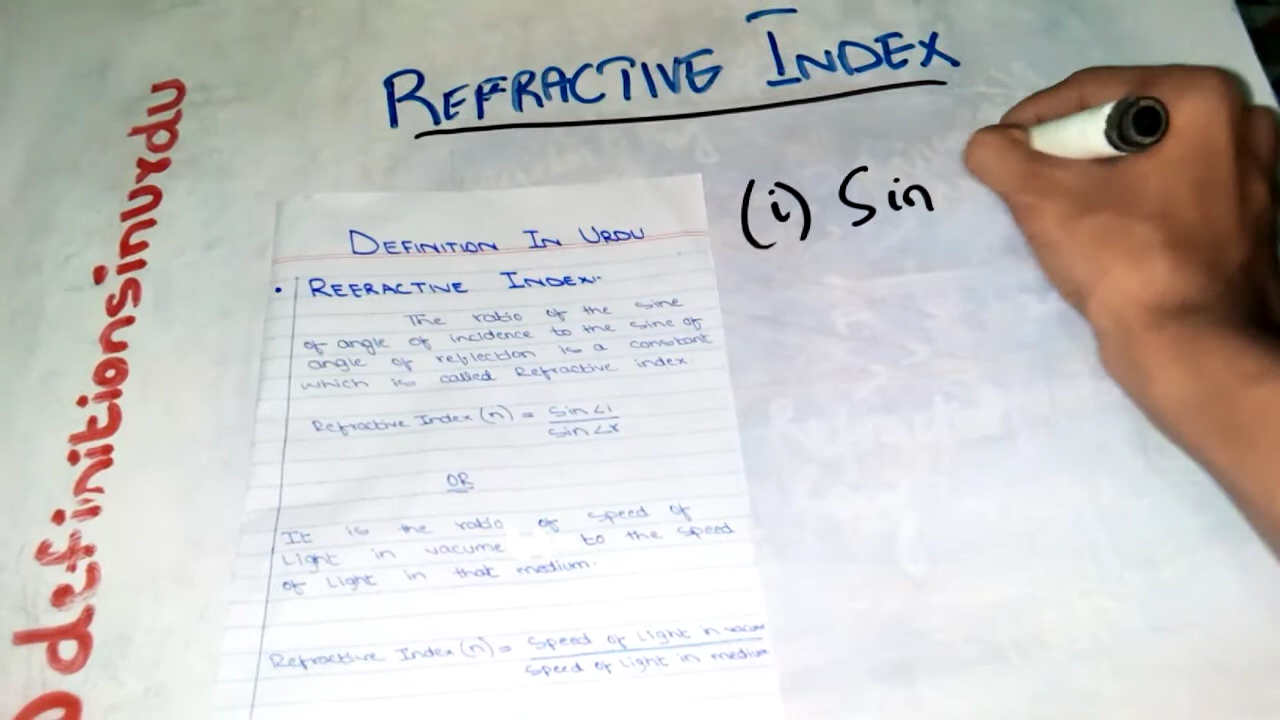 REFRACTIVE INDEX
(i) Sin
DEFINITION IN URDU
• REFRACTIVE INDEX:-
The ratio of the sine
of angle of incidence to the sine of
angle of reflection is a constant
which is called Refractive index.
Refractive Index (n) = Sin<i
Sin<r
OR
It is the ratio of speed of
Light in vacume to the speed
of Light in that medium.
Refractive Index (n) = Speed of Light in vacume
Speed of Light in medium
definitionsinurdu